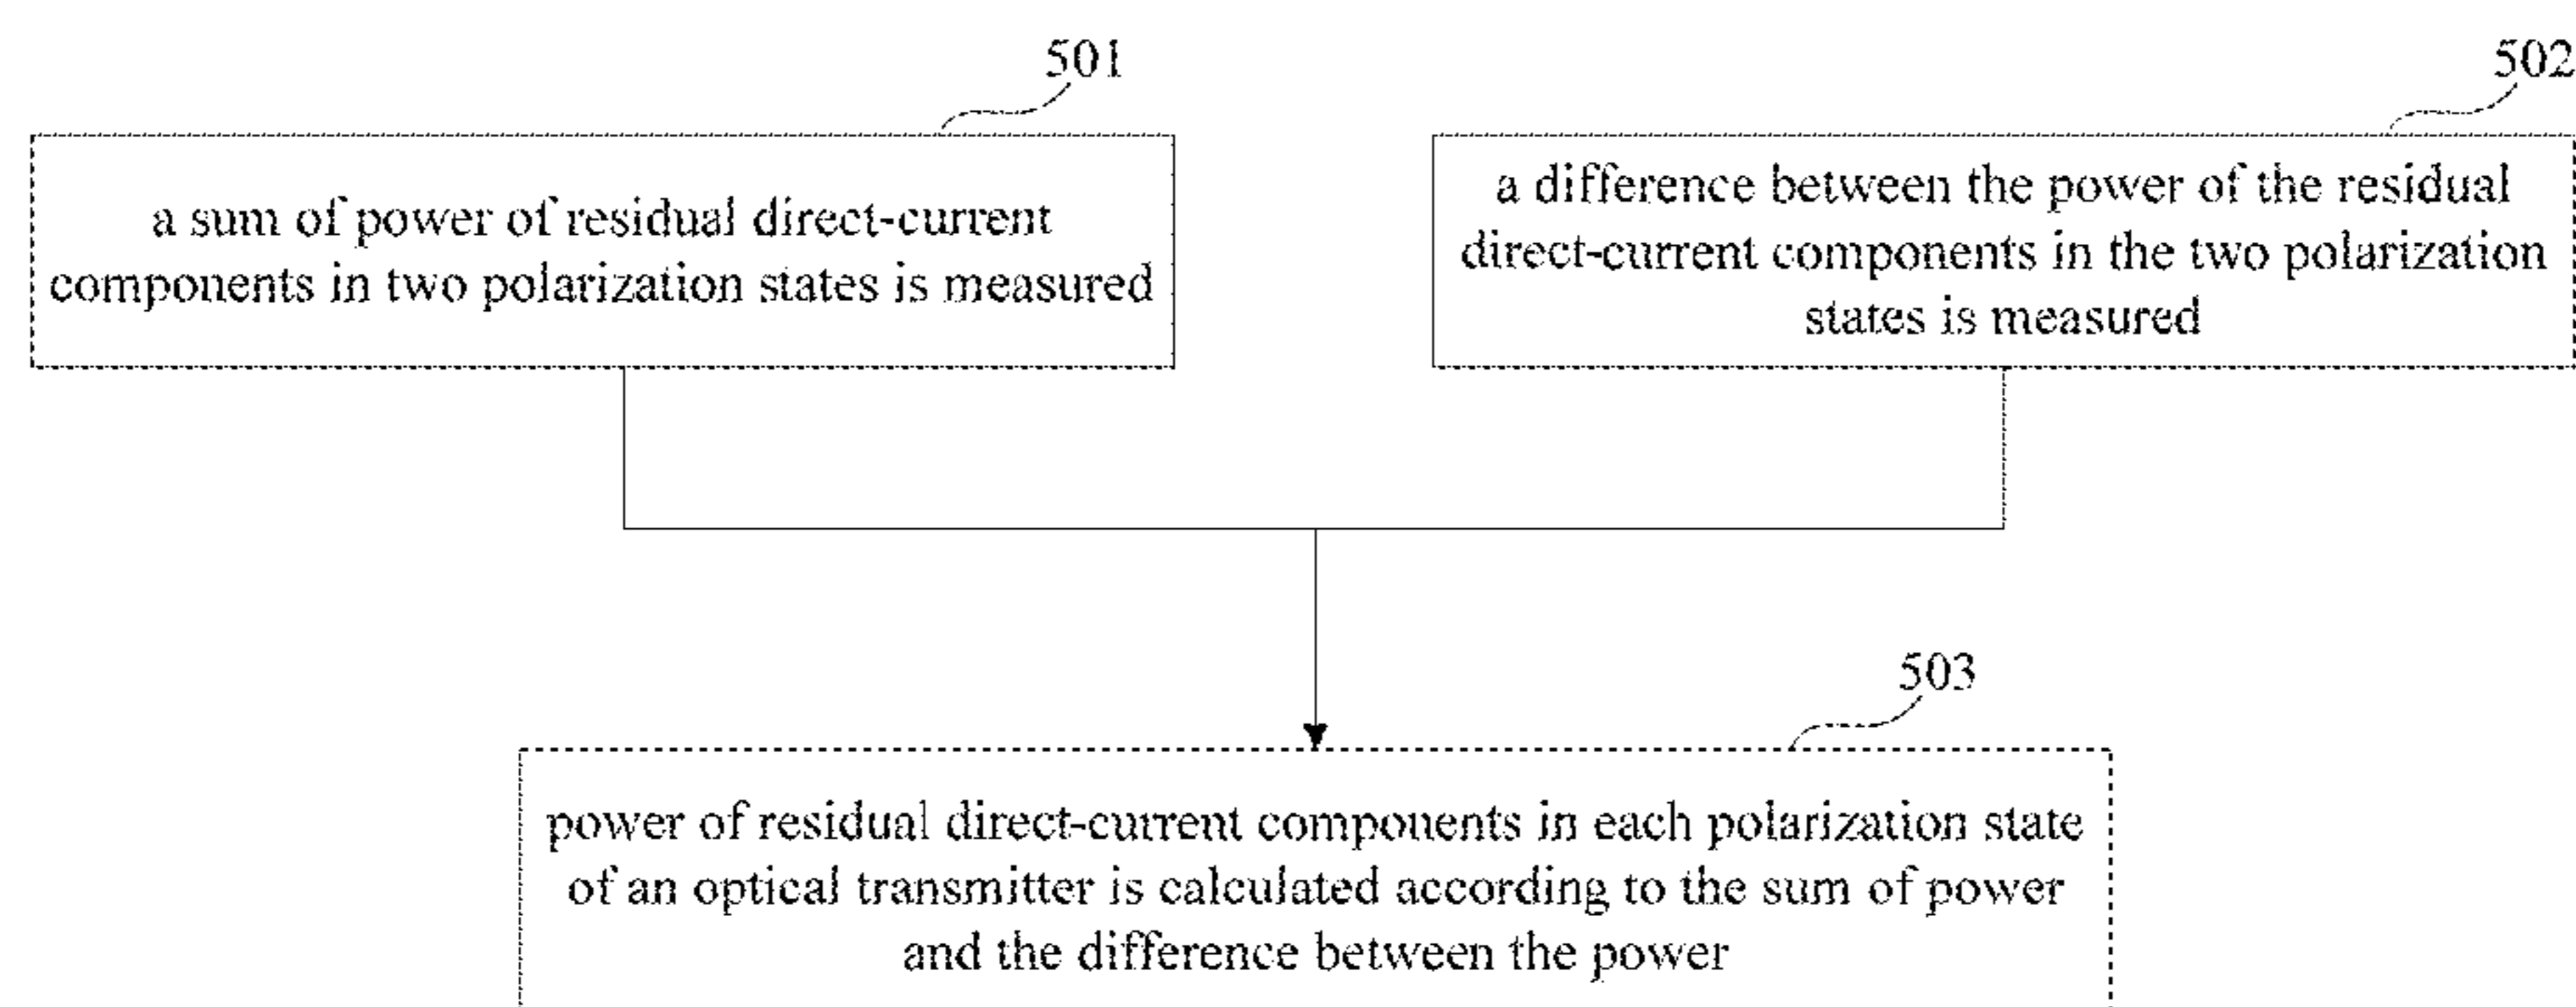 501
a sum of power of residual direct-current
components in two polarization states is measured
502
a difference between the power of the residual
direct-current components in the two polarization
states is measured
503
power of residual direct-current components in each polarization state
of an optical transmitter is calculated according to the sum of power
and the difference between the power